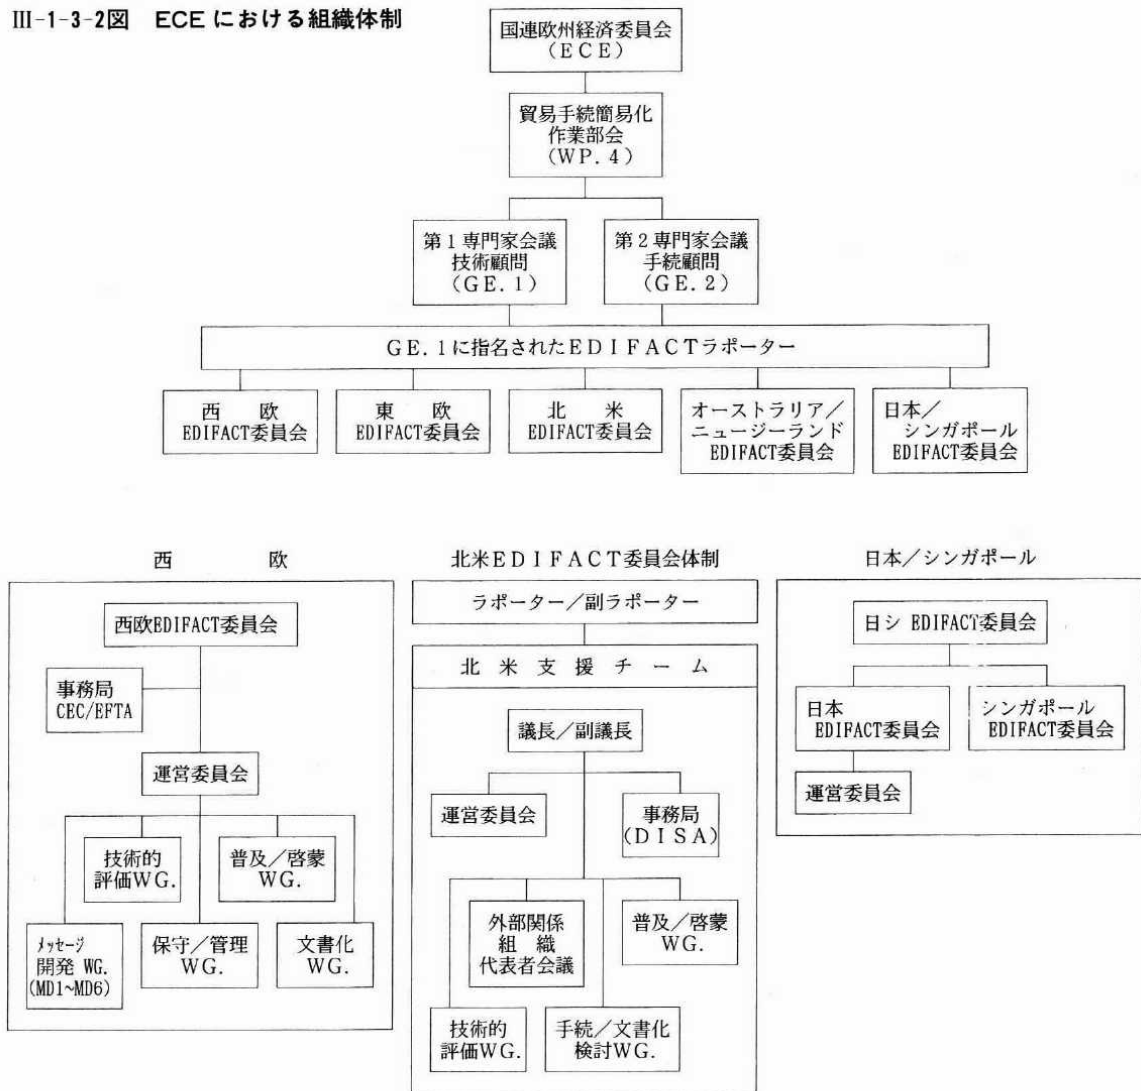 III-1-3-2図 ECEにおける組織体制
国連欧州経済委員会
(ECE)
貿易手続簡易化
作業部会
(WP.4)
第1専門家会議
技術顧問
(GE.1)
第2専門家会議
手続顧問
(GE.2)
GE.1に指名されたEDIFACTラポーター
西 欧
EDIFACT委員会
東 欧
EDIFACT委員会
北 米
EDIFACT委員会
オーストラリア/
ニュージーランド
EDIFACT委員会
日本/
シンガポール
EDIFACT委員会
西 欧
西欧EDIFACT委員会
事務局
CEC/EFTA
運営委員会
技術的
評価WG.
普及/啓蒙
WG.
メッセージ
開発 WG.
(MD1~MD6)
保守/管理
WG.
文書化
WG.
北米EDIFACT委員会体制
ラポーター/副ラポーター
北米支援チーム
議長/副議長
運営委員会
事務局
(DISA)
外部関係
組 織
代表者会議
普及/啓蒙
WG.
技術的
評価WG.
手続/文書化
検討WG.
日本/シンガポール
日シ EDIFACT委員会
日本
EDIFACT委員会
シンガポール
EDIFACT委員会
運営委員会